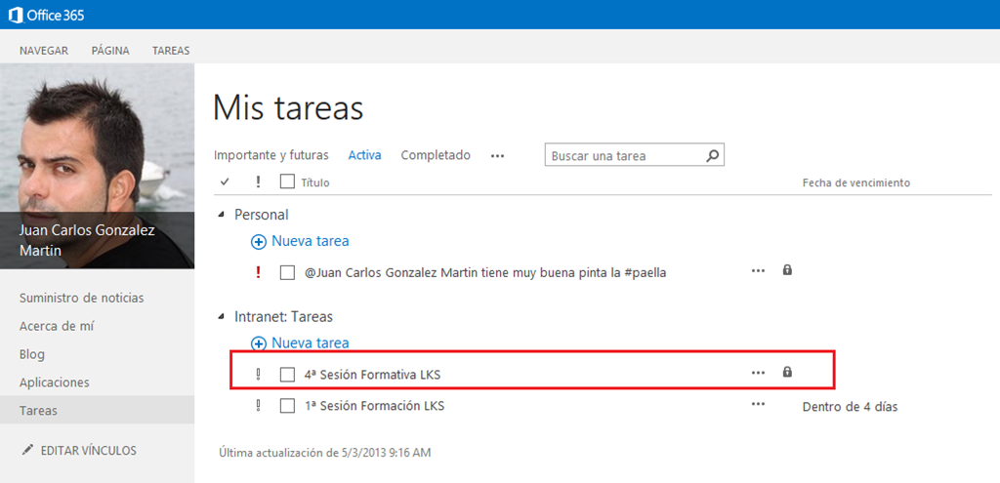 Office 365
NAVEGAR PÁGINA TAREAS
Mis tareas
Importante y futuras Activa Completado ...
Buscar una tarea
! Título Fecha de vencimiento
Personal
Nueva tarea
! @Juan Carlos Gonzalez Martin tiene muy buena pinta la #paella ...
Intranet: Tareas
Nueva tarea
! 4ª Sesión Formativa LKS ...
! 1ª Sesión Formación LKS ... Dentro de 4 días
Última actualización de 5/3/2013 9:16 AM
Juan Carlos Gonzalez
Martin
Suministro de noticias
Acerca de mí
Blog
Aplicaciones
Tareas
EDITAR VÍNCULOS